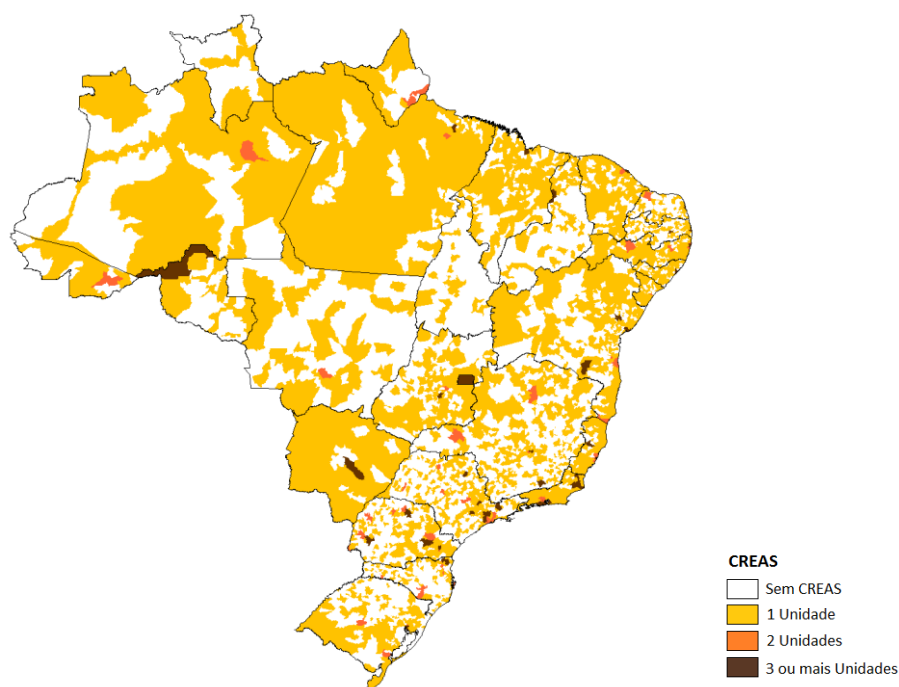 CREAS
Sem CREAS
1 Unidade
2 Unidades
3 ou mais Unidades